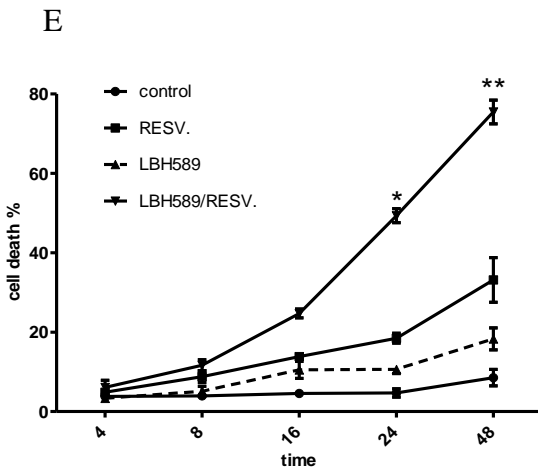 E
control
RESV.
LBH589
LBH589/RESV.
80
60
40
20
0
cell death %
*
**
4 8 16 24 48
time